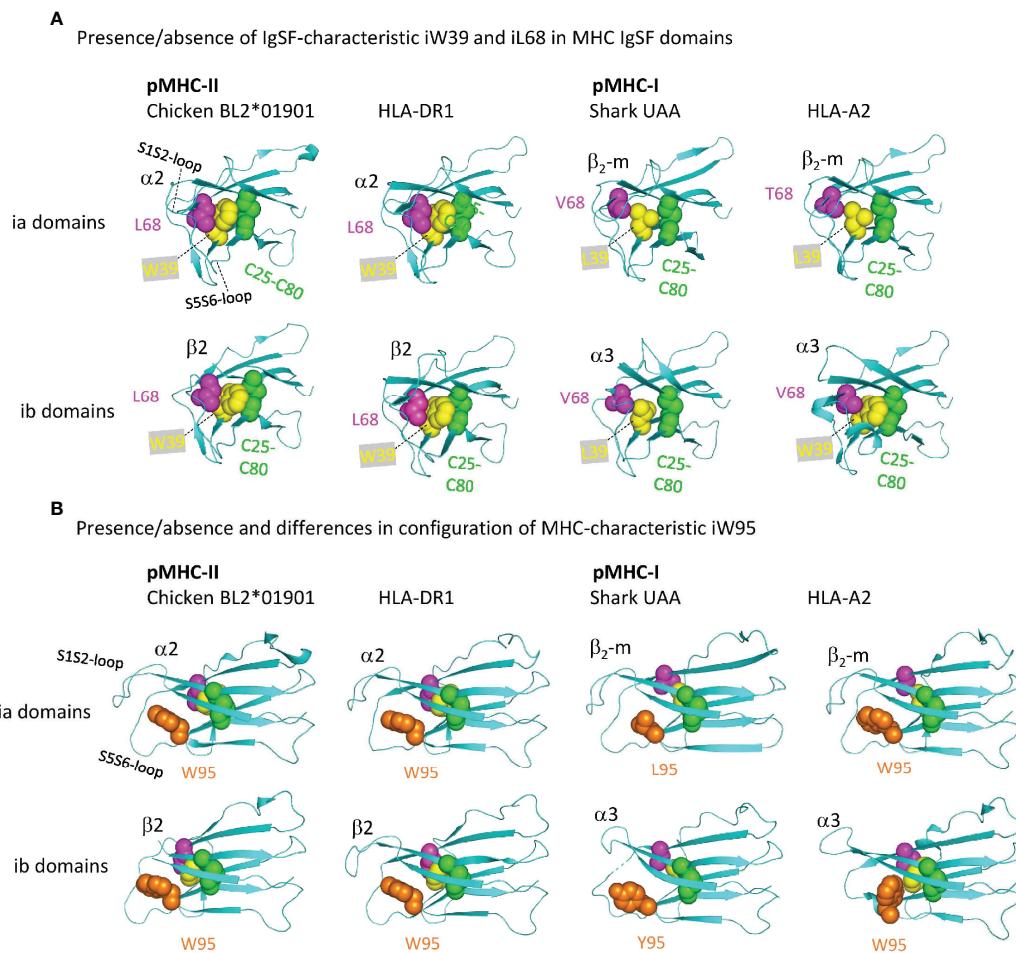 A
Presence/absence of IgSF-characteristic iW39 and iL68 in MHC IgSF domains
pMHC-II
pMHC-I
Chicken BL2*01901
HLA-DR1
Shark UAA
HLA-A2
ia domains
S1S2-loop
α2
L68
W39
S5S6-loop
C25-C80
α2
L68
W39
C25-
C80
β2-m
V68
L39
C25-
C80
β2-m
T68
L39
C25-
C80
ib domains
β2
L68
W39
C25-
C80
β2
L68
W39
C25-
C80
α3
V68
L39
C25-
C80
α3
V68
W39
C25-
C80
B
Presence/absence and differences in configuration of MHC-characteristic iW95
pMHC-II
pMHC-I
Chicken BL2*01901
HLA-DR1
Shark UAA
HLA-A2
ia domains
S1S2-loop
α2
S5S6-loop
W95
α2
W95
β2-m
L95
β2-m
W95
ib domains
β2
W95
β2
W95
α3
Y95
α3
W95